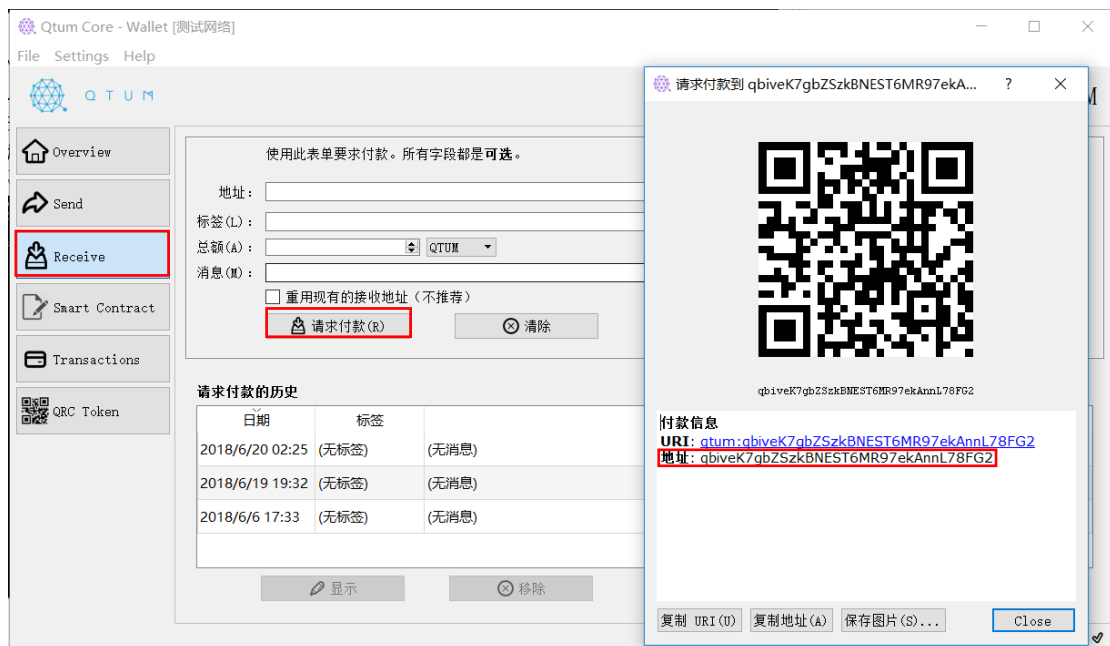 Qtum Core - Wallet [测试网络]
File Settings Help
QTUM
Overview
Send
Receive
Smart Contract
Transactions
QRC Token
使用此表单要求付款。所有字段都是可选。
地址:
标签(L):
总额(A): QTUM
消息(M):
重用现有的接收地址（不推荐）
请求付款(R) 清除
请求付款的历史
日期 标签
2018/6/20 02:25 (无标签) (无消息)
2018/6/19 19:32 (无标签) (无消息)
2018/6/6 17:33 (无标签) (无消息)
显示 移除
请求付款到 qbiveK7gbZSzkBNEST6MR97ekA... ?
M
qbiveK7gbZSzkBNEST6MR97ekAnnL78FG2
付款信息
URI: qtum:qbiveK7gbZSzkBNEST6MR97ekAnnL78FG2
地址: qbiveK7gbZSzkBNEST6MR97ekAnnL78FG2
复制 URI(U) 复制地址(A) 保存图片(S)... Close